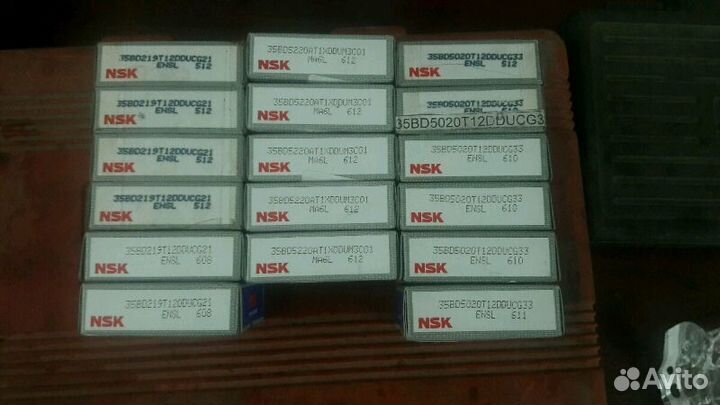 35BD219T12DDUCG21
ENSL 512
NSK
35BD219T12DDUCG21
ENSL 512
NSK
35BD219T12DDUCG21
ENSL 512
NSK
35BD219T12DDUCG21
ENSL 512
NSK
35BD219T12DDUCG21
ENSL 608
NSK
35BD219T12DDUCG21
ENSL 608
NSK
35BD5220AT1XDDUM3C01
MA6L 612
NSK
35BD5220AT1XDDUM3C01
MA6L 612
NSK
35BD5220AT1XDDUM3C01
MA6L 612
NSK
35BD5220AT1XDDUM3C01
MA6L 612
NSK
35BD5220AT1XDDUM3C01
MA6L 612
NSK
35BD5020T12DDUCG33
ENSL 512
NSK
35BD5020T12DDUCG33
35BD5020T12DDUCG3
35BD5020T12DDUCG33
ENSL 610
NSK
35BD5020T12DDUCG33
ENSL 610
NSK
35BD5020T12DDUCG33
ENSL 610
NSK
35BD5020T12DDUCG33
ENSL 611
NSK
Avito